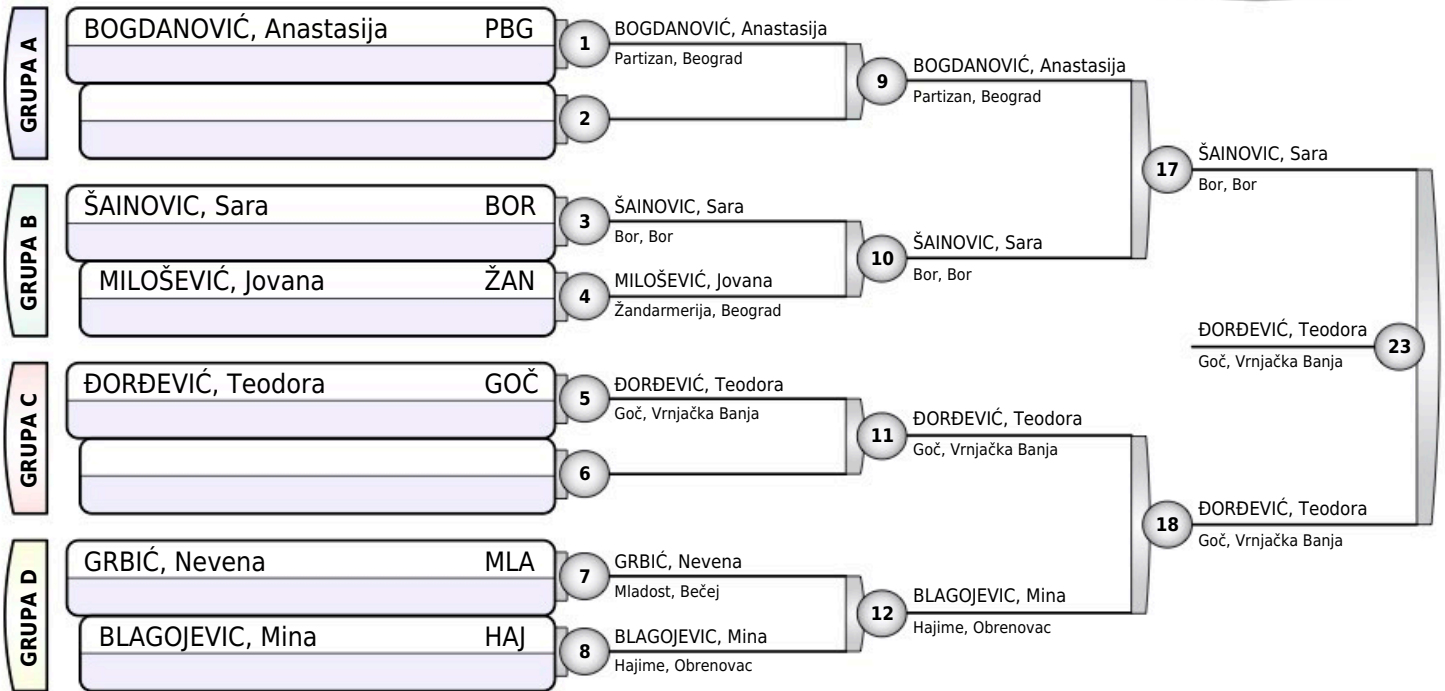 GRUPA A
BOGDANOVIĆ, Anastasija PBG
1
BOGDANOVIĆ, Anastasija
Partizan, Beograd
2
9
BOGDANOVIĆ, Anastasija
Partizan, Beograd
GRUPA B
ŠAINOVIC, Sara BOR
3
ŠAINOVIC, Sara
Bor, Bor
MILOŠEVIĆ, Jovana ŽAN
4
MILOŠEVIĆ, Jovana
Žandarmerija, Beograd
10
ŠAINOVIC, Sara
Bor, Bor
17
ŠAINOVIC, Sara
Bor, Bor
GRUPA C
ĐORĐEVIĆ, Teodora GOČ
5
ĐORĐEVIĆ, Teodora
Goč, Vrnjačka Banja
6
11
ĐORĐEVIĆ, Teodora
Goč, Vrnjačka Banja
GRUPA D
GRBIĆ, Nevena MLA
7
GRBIĆ, Nevena
Mladost, Bečej
BLAGOJEVIC, Mina HAJ
8
BLAGOJEVIC, Mina
Hajime, Obrenovac
12
BLAGOJEVIC, Mina
Hajime, Obrenovac
18
ĐORĐEVIĆ, Teodora
Goč, Vrnjačka Banja
ĐORĐEVIĆ, Teodora
Goč, Vrnjačka Banja
23